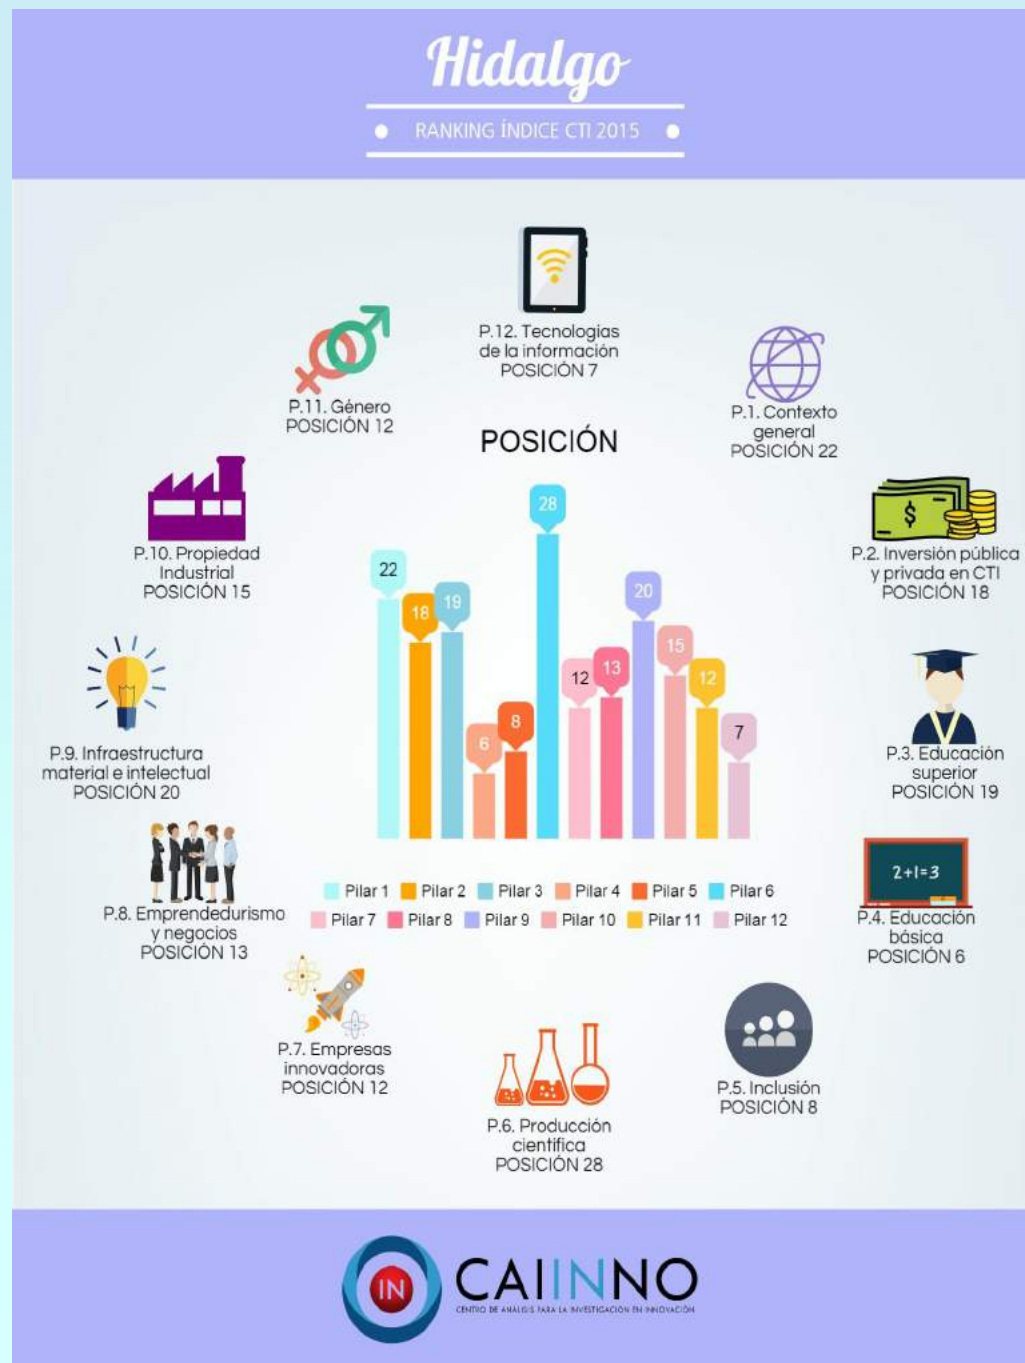 Hidalgo
RANKING ÍNDICE CTI 2015
P.12. Tecnologías
de la información
POSICIÓN 7
P.11. Género
POSICIÓN 12
P.1. Contexto
general
POSICIÓN 22
POSICIÓN
P.10. Propiedad
Industrial
POSICIÓN 15
$
P.2. Inversión pública
y privada en CTI
POSICIÓN 18
22
18
19
6
8
28
12
13
20
15
12
7
P.9. Infraestructura
material e intelectual
POSICIÓN 20
P.3. Educación
superior
POSICIÓN 19
2+1=3
P.8. Emprendedurismo
y negocios
POSICIÓN 13
P.4. Educación
básica
POSICIÓN 6
Pilar 1 Pilar 2 Pilar 3 Pilar 4 Pilar 5 Pilar 6
Pilar 7 Pilar 8 Pilar 9 Pilar 10 Pilar 11 Pilar 12
P.7. Empresas
innovadoras
POSICIÓN 12
P.5. Inclusión
POSICIÓN 8
P.6. Producción
científica
POSICIÓN 28
IN
CAIINNO
CENTRO DE ANÁLISIS PARA LA INVESTIGACIÓN EN INNOVACIÓN